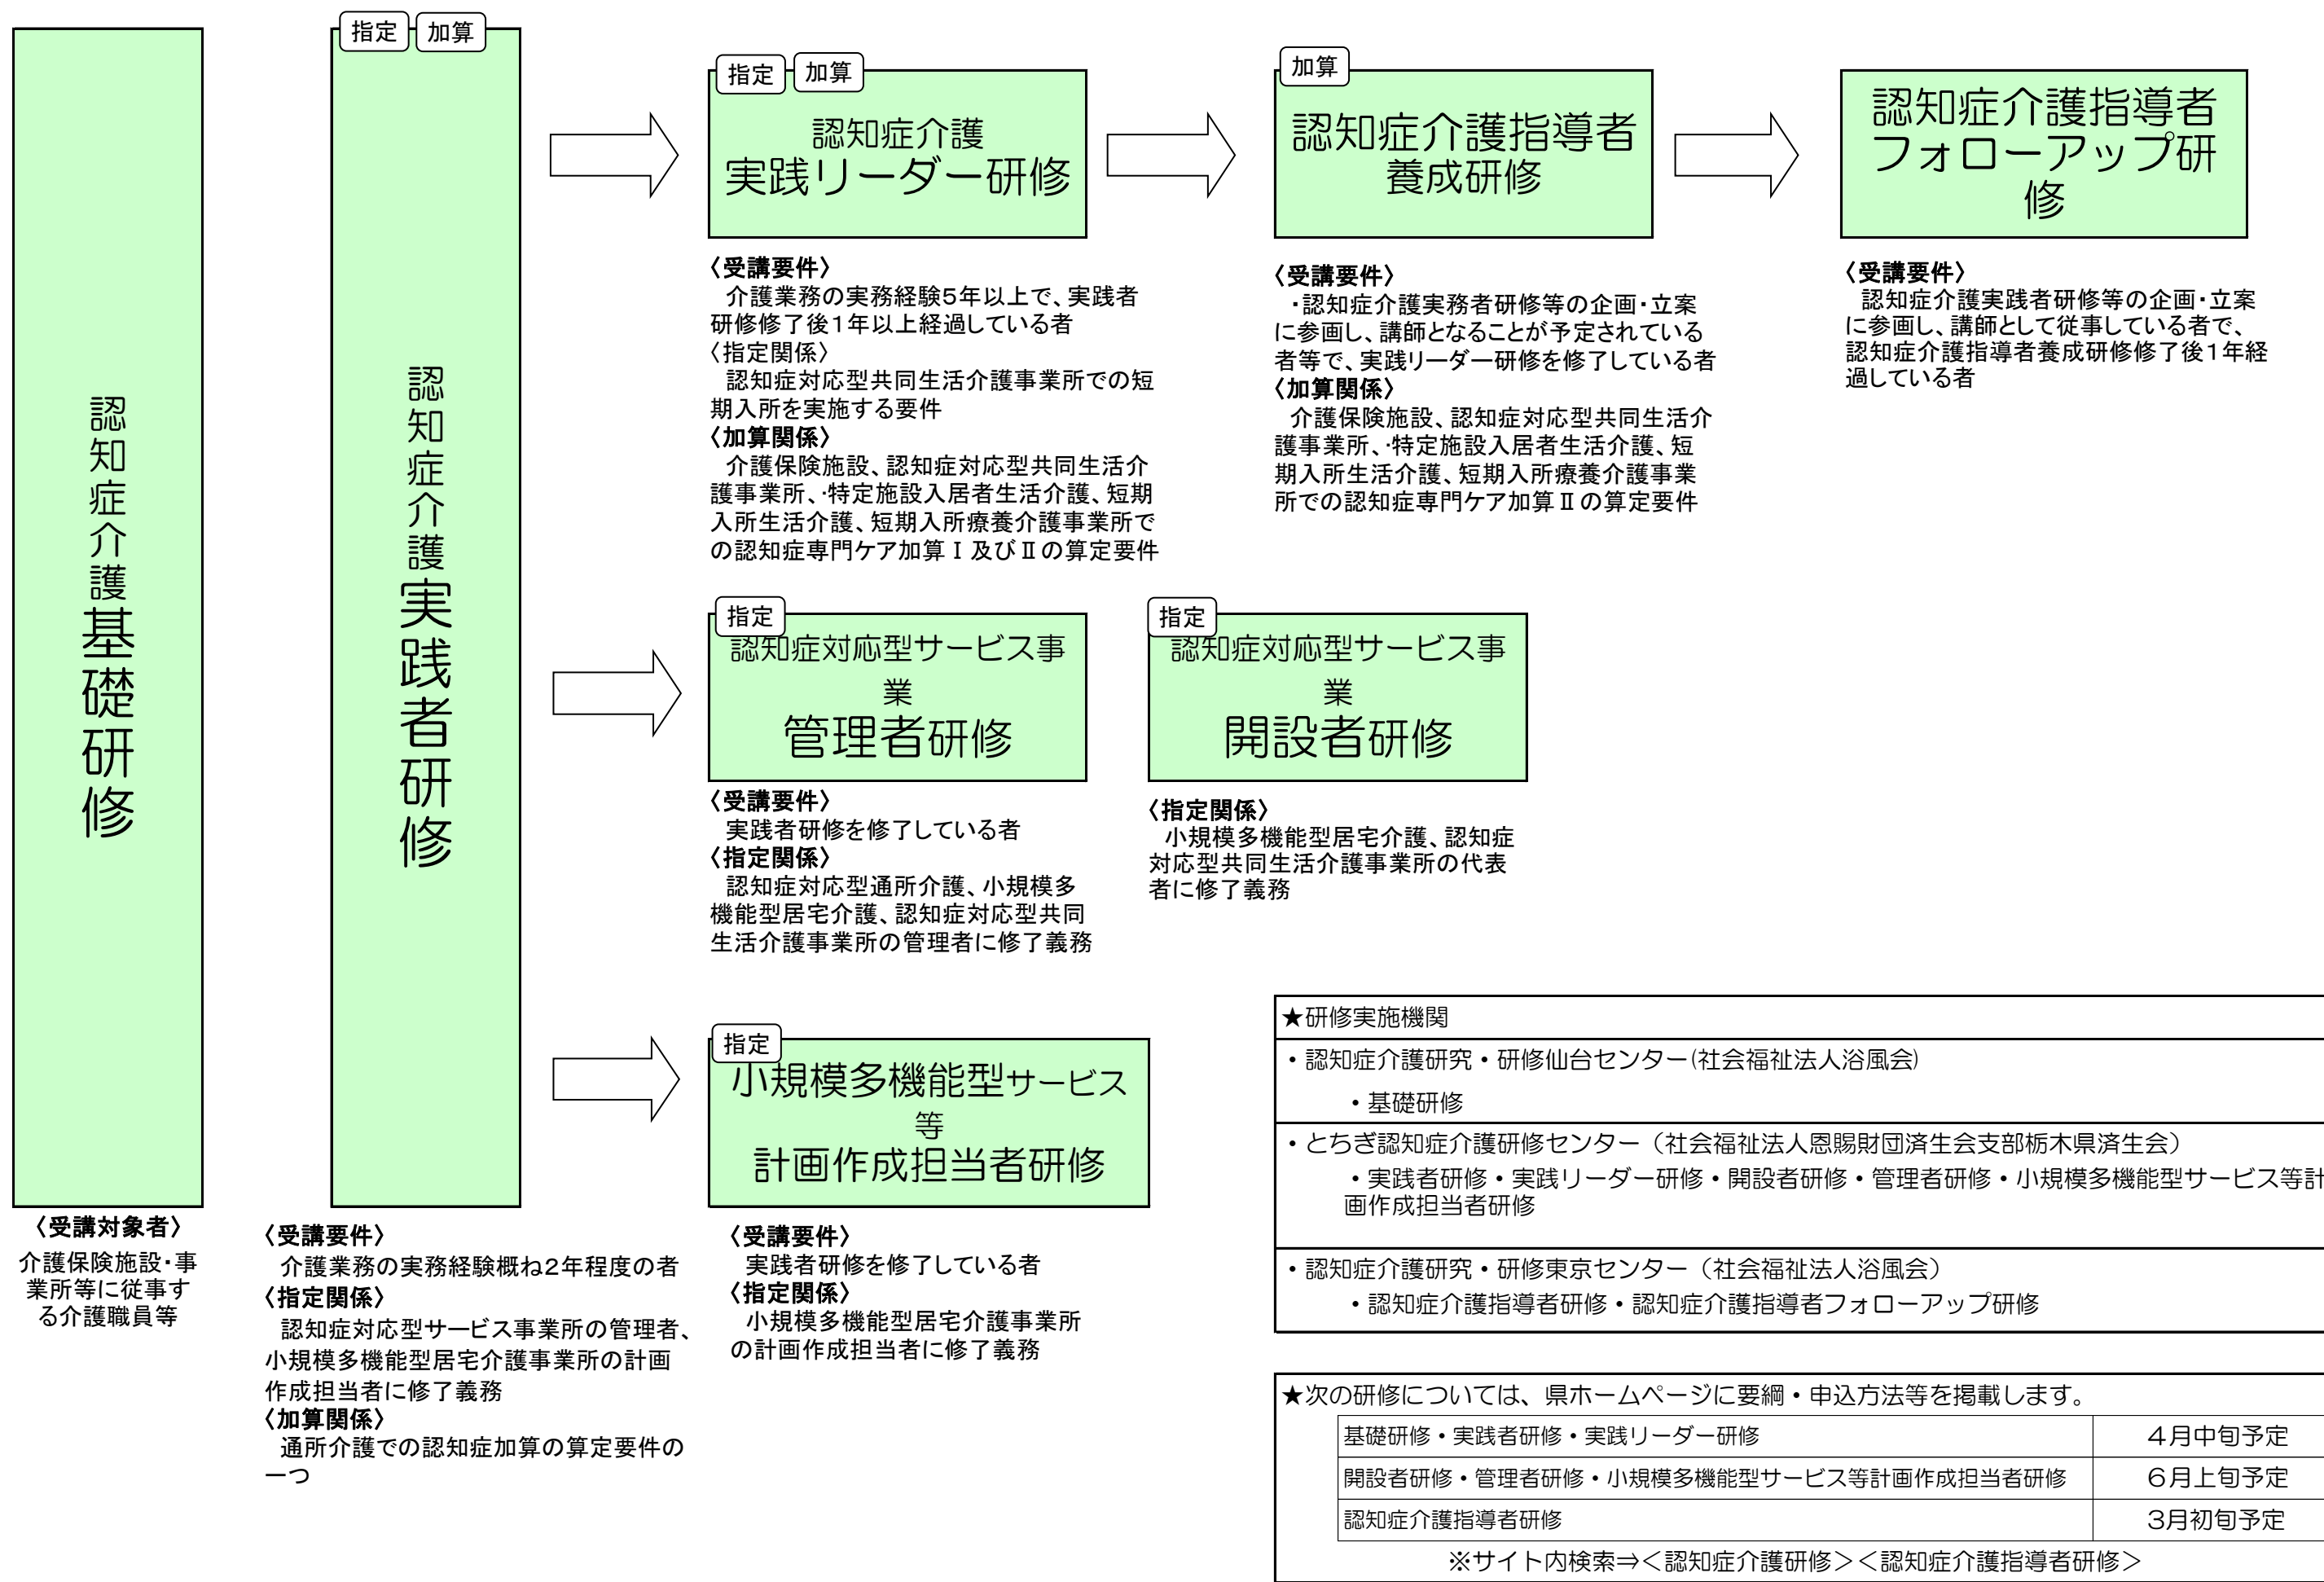 認知症介護基礎研修
〈受講対象者〉
介護保険施設・事
業所等に従事す
る介護職員等
指定
加算
認知症介護実践者研修
〈受講要件〉
介護業務の実務経験概ね2年程度の者
〈指定関係〉
認知症対応型サービス事業所の管理者、
小規模多機能型居宅介護事業所の計画
作成担当者に修了義務
〈加算関係〉
通所介護での認知症加算の算定要件の
一つ
指定
加算
認知症介護
実践リーダー研修
〈受講要件〉
介護業務の実務経験5年以上で、実践者
研修修了後1年以上経過している者
〈指定関係〉
認知症対応型共同生活介護事業所での短
期入所を実施する要件
〈加算関係〉
介護保険施設、認知症対応型共同生活介
護事業所、・特定施設入居者生活介護、短期
入所生活介護、短期入所療養介護事業所で
の認知症専門ケア加算Ⅰ及びⅡの算定要件
加算
認知症介護指導者
養成研修
〈受講要件〉
・認知症介護実務者研修等の企画・立案
に参画し、講師となることが予定されている
者等で、実践リーダー研修を修了している者
〈加算関係〉
介護保険施設、認知症対応型共同生活介
護事業所、・特定施設入居者生活介護、短
期入所生活介護、短期入所療養介護事業
所での認知症専門ケア加算Ⅱの算定要件
認知症介護指導者
フォローアップ研
修
〈受講要件〉
認知症介護実践者研修等の企画・立案
に参画し、講師として従事している者で、
認知症介護指導者養成研修修了後1年経
過している者
指定
認知症対応型サービス事
業
管理者研修
〈受講要件〉
実践者研修を修了している者
〈指定関係〉
認知症対応型通所介護、小規模多
機能型居宅介護、認知症対応型共同
生活介護事業所の管理者に修了義務
指定
認知症対応型サービス事
業
開設者研修
〈指定関係〉
小規模多機能型居宅介護、認知症
対応型共同生活介護事業所の代表
者に修了義務
指定
小規模多機能型サービス
等
計画作成担当者研修
〈受講要件〉
実践者研修を修了している者
〈指定関係〉
小規模多機能型居宅介護事業所
の計画作成担当者に修了義務
★研修実施機関
・認知症介護研究・研修仙台センター(社会福祉法人浴風会)
・基礎研修
・とちぎ認知症介護研修センター（社会福祉法人恩賜財団済生会支部栃木県済生会）
・実践者研修・実践リーダー研修・開設者研修・管理者研修・小規模多機能型サービス等計
画作成担当者研修
・認知症介護研究・研修東京センター（社会福祉法人浴風会）
・認知症介護指導者研修・認知症介護指導者フォローアップ研修
★次の研修については、県ホームページに要綱・申込方法等を掲載します。
基礎研修・実践者研修・実践リーダー研修 4月中旬予定
開設者研修・管理者研修・小規模多機能型サービス等計画作成担当者研修 6月上旬予定
認知症介護指導者研修 3月初旬予定
※サイト内検索⇒＜認知症介護研修＞＜認知症介護指導者研修＞